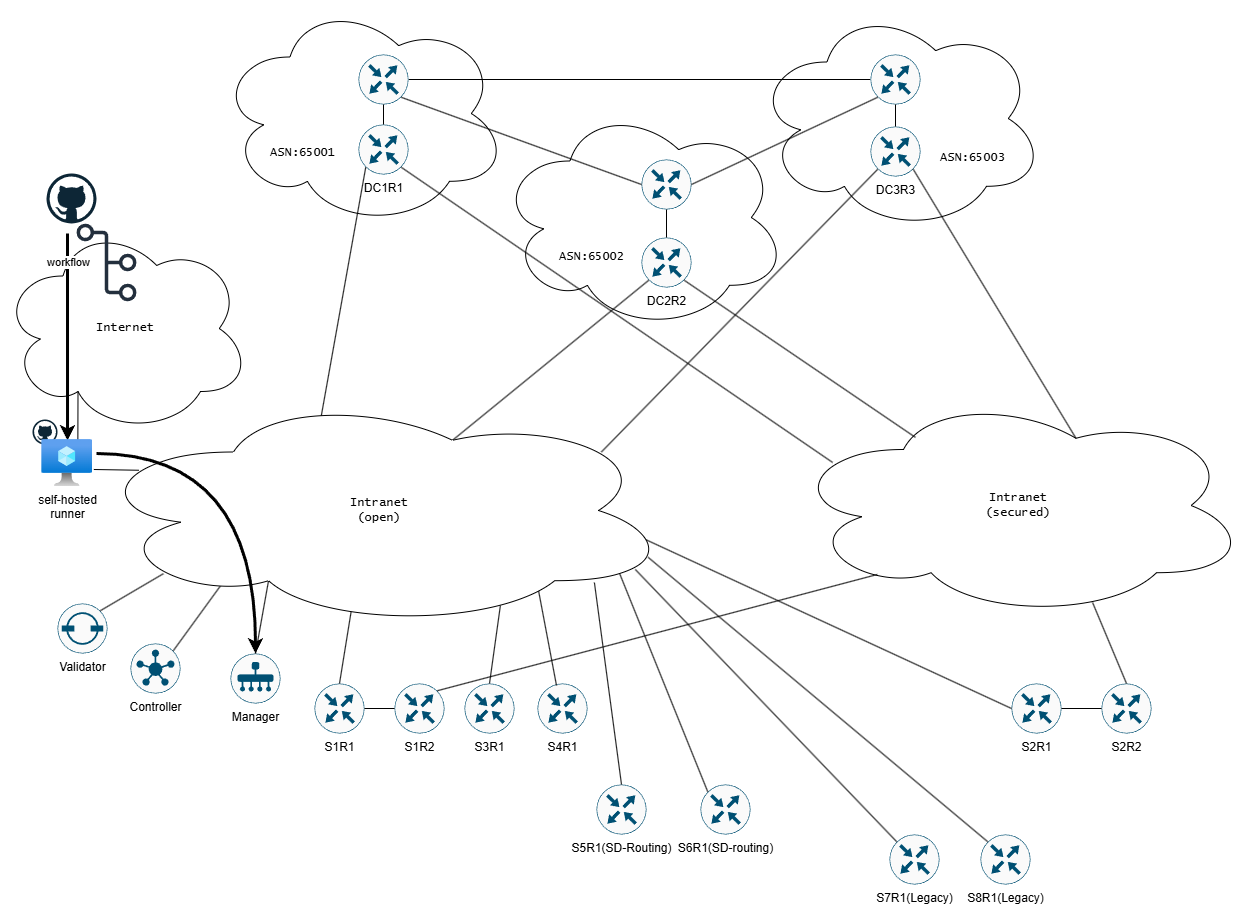 ASN:65001
DC1R1
ASN:65003
DC3R3
ASN:65002
DC2R2
workflow
Internet
self-hosted
runner
Intranet
(open)
Intranet
(secured)
Validator
Controller
Manager
S1R1
S1R2
S3R1
S4R1
S2R1
S2R2
S5R1(SD-Routing)
S6R1(SD-routing)
S7R1(Legacy)
S8R1(Legacy)